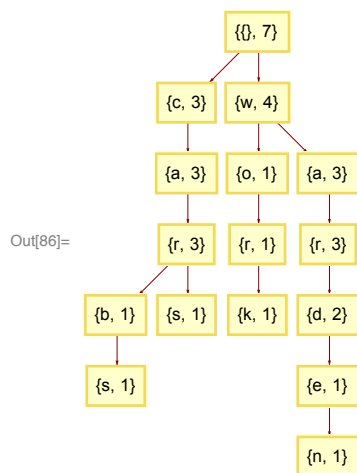 {{}, 7}
{c, 3} {w, 4}
{a, 3} {o, 1} {a, 3}
Out[86]= {r, 3} {r, 1} {r, 3}
{b, 1} {s, 1} {k, 1} {d, 2}
{s, 1} {e, 1}
{n, 1}